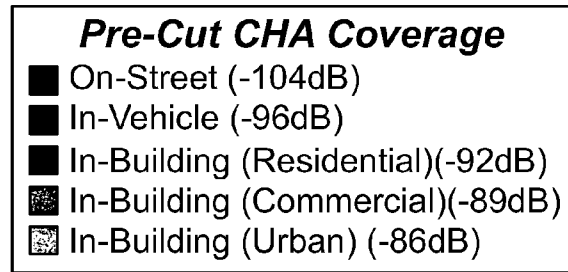 Pre-Cut CHA Coverage
On-Street (-104dB)
In-Vehicle (-96dB)
In-Building (Residential)(-92dB)
In-Building (Commercial)(-89dB)
In-Building (Urban) (-86dB)